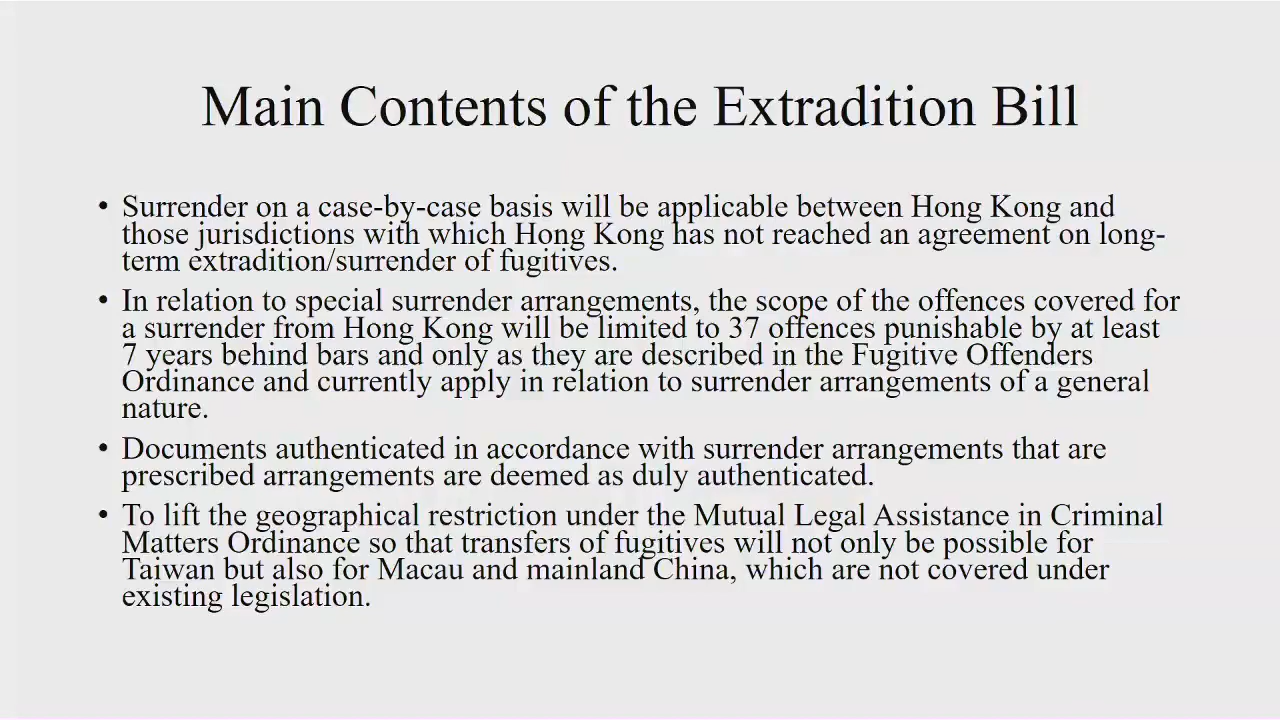 Main Contents of the Extradition Bill
• Surrender on a case-by-case basis will be applicable between Hong Kong and
those jurisdictions with which Hong Kong has not reached an agreement on long-
term extradition/surrender of fugitives.
• In relation to special surrender arrangements, the scope of the offences covered for
a surrender from Hong Kong will be limited to 37 offences punishable by at least
7 years behind bars and only as they are described in the Fugitive Offenders
Ordinance and currently apply in relation to surrender arrangements of a general
nature.
• Documents authenticated in accordance with surrender arrangements that are
prescribed arrangements are deemed as duly authenticated.
• To lift the geographical restriction under the Mutual Legal Assistance in Criminal
Matters Ordinance so that transfers of fugitives will not only be possible for
Taiwan but also for Macau and mainland China, which are not covered under
existing legislation.